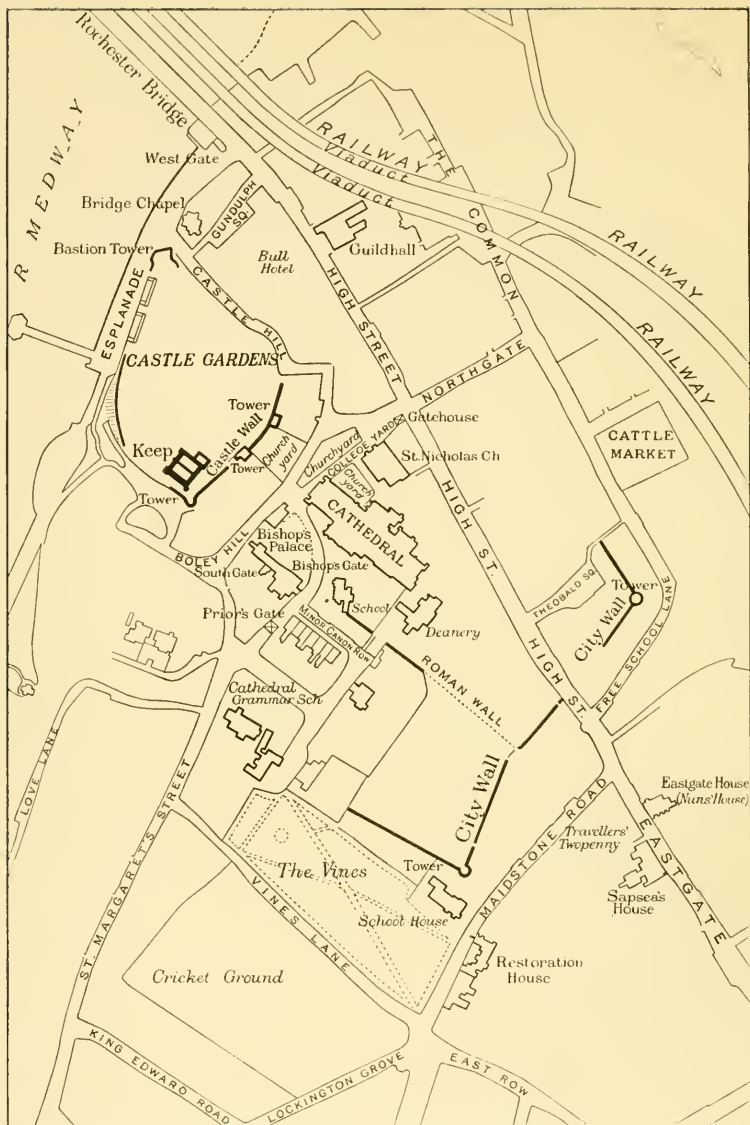 Rochester Bridge
R MEDWAY
West Gate
RAILWAY
Viaduct
Viaduct
THE COMMON
RAILWAY
RAILWAY
Bridge Chapel
GUNDULPH
SQ.
Bastion Tower
Bull
Hotel
Guildhall
CASTLE HILL
HIGH STREET
ESPLANADE
CASTLE GARDENS
NORTHGATE
Tower
Castle Wall
Gatehouse
Keep
Tower
Church
yard
Churchyard
COLLEGE YARD
St. Nicholas Ch
CATTLE
MARKET
Tower
Church
yard
CATHEDRAL
HIGH ST.
BOLEY HILL
Bishop's
Palace
South Gate
Bishop's Gate
THEOBALD SQ.
Tower
City Wall
FREE SCHOOL LANE
School
Prior's Gate
MINOR CANON ROW
Deanery
HIGH ST.
ROMAN WALL
Cathedral
Grammar Sch
LOVE LANE
City Wall
Eastgate House
(Nuns' House)
MAIDSTONE ROAD
Travellers'
Twopenny
EASTGATE
ST. MARGARET'S STREET
The Vines
Tower
Sapsea's
House
VINES LANE
School House
Cricket Ground
Restoration
House
KING EDWARD ROAD
LOCKINGTON GROVE
EAST ROW